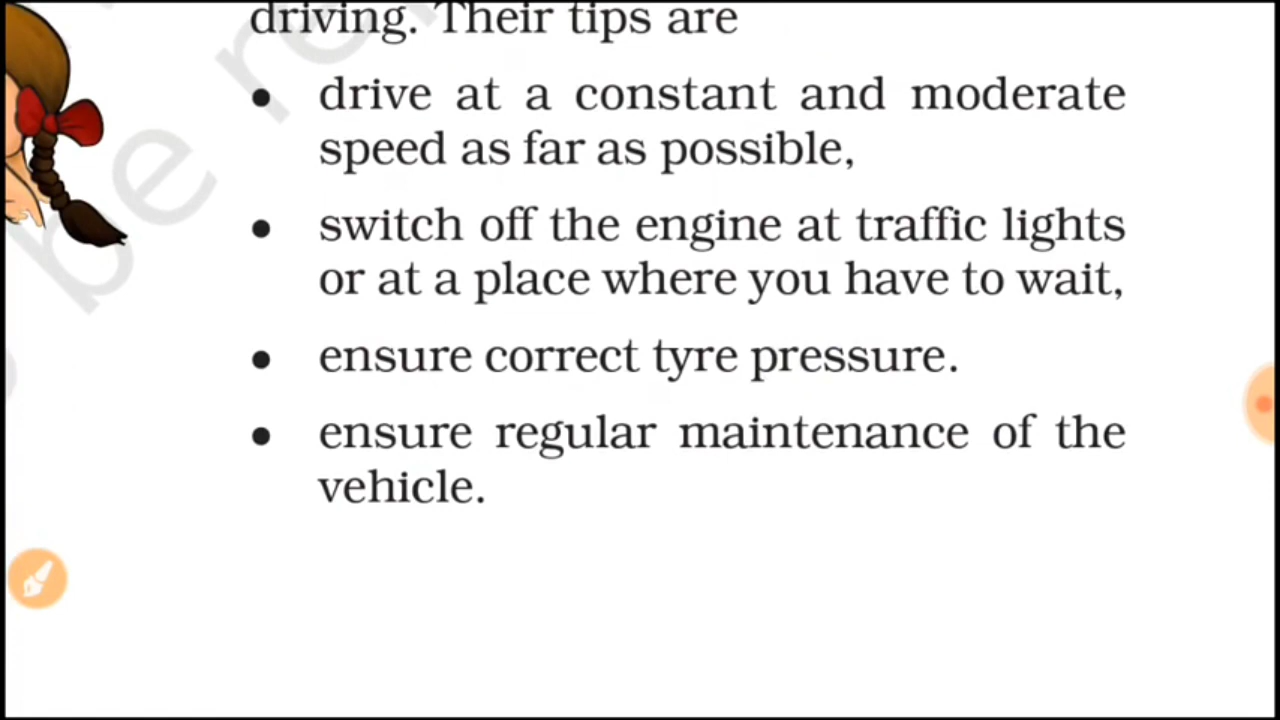 driving. Their tips are
• drive at a constant and moderate
speed as far as possible,
• switch off the engine at traffic lights
or at a place where you have to wait,
• ensure correct tyre pressure.
• ensure regular maintenance of the
vehicle.